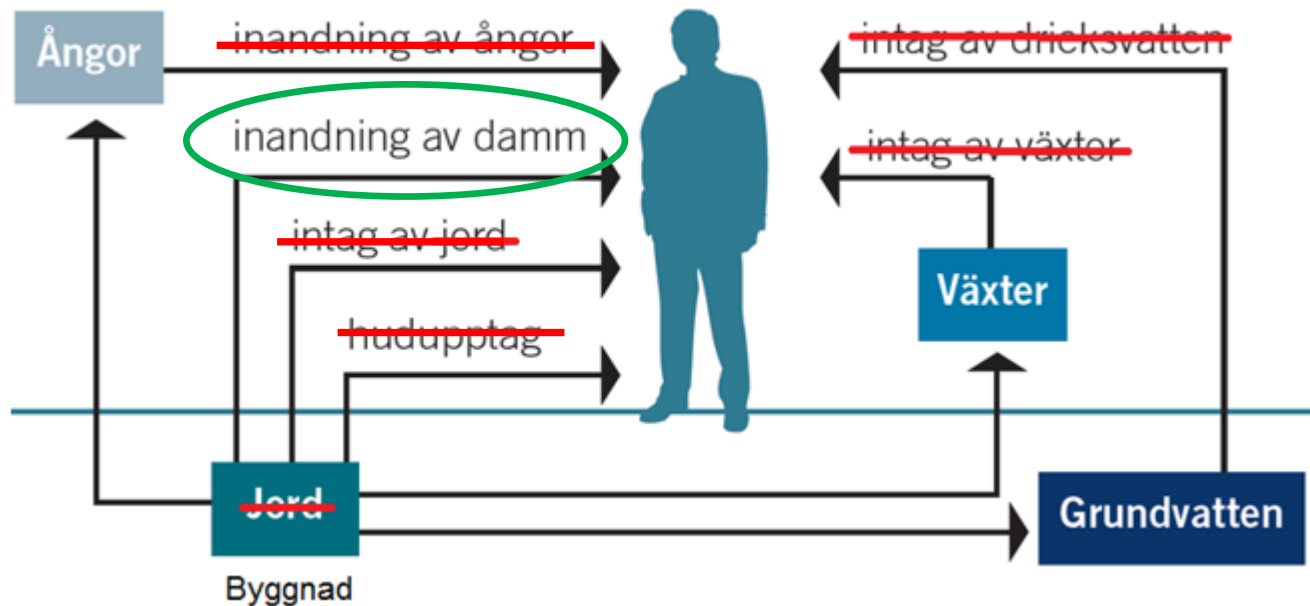 Ångor
inandning av ångor
intag av dricksvatten
inandning av damm
intag av växter
intag av jord
Växter
hudupptag
Jord
Grundvatten
Byggnad